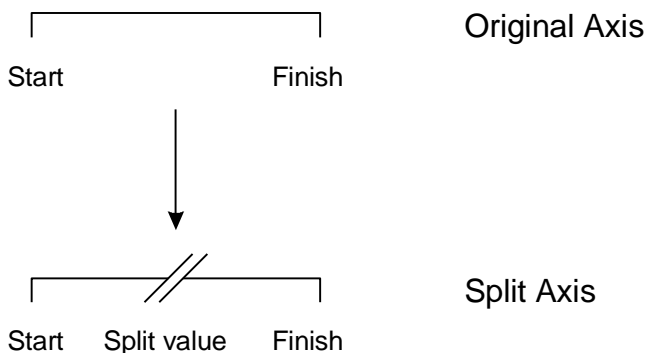 Original Axis
Start Finish
Split Axis
Start Split value Finish